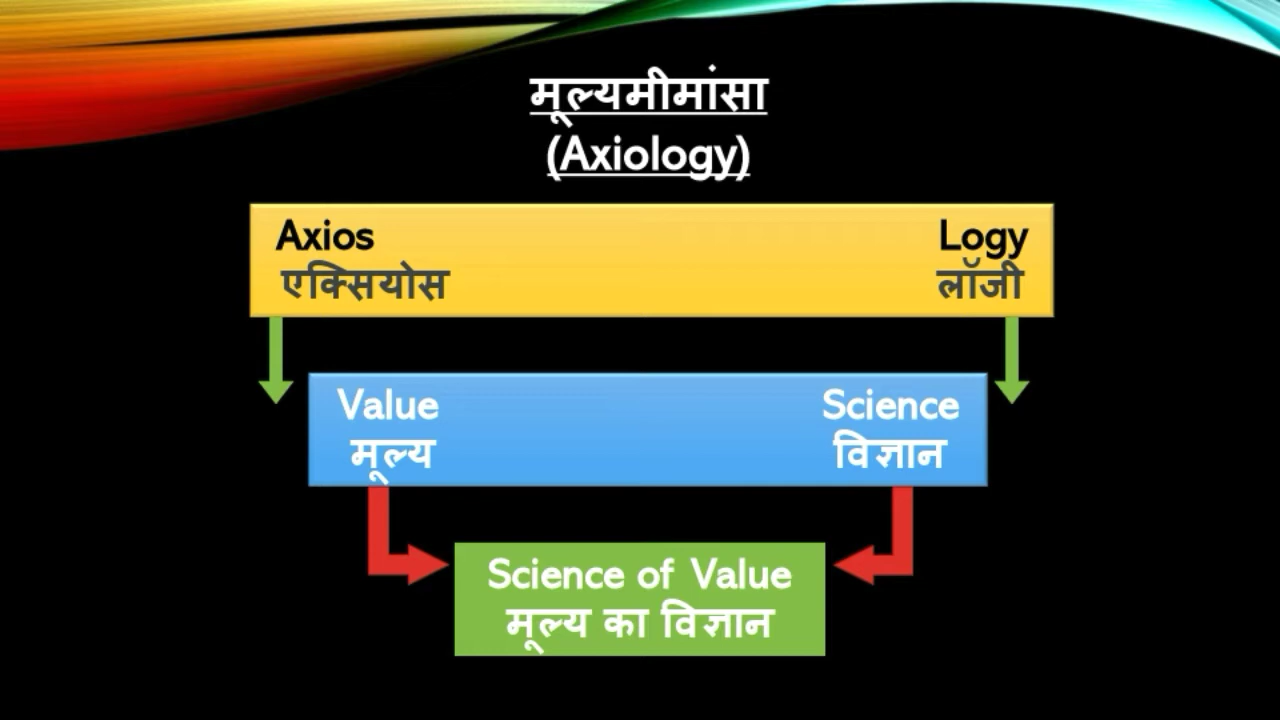 मूल्यमीमांसा
(Axiology)
Axios Logy
एक्सियोस लॉजी
Value Science
मूल्य विज्ञान
Science of Value
मूल्य का विज्ञान